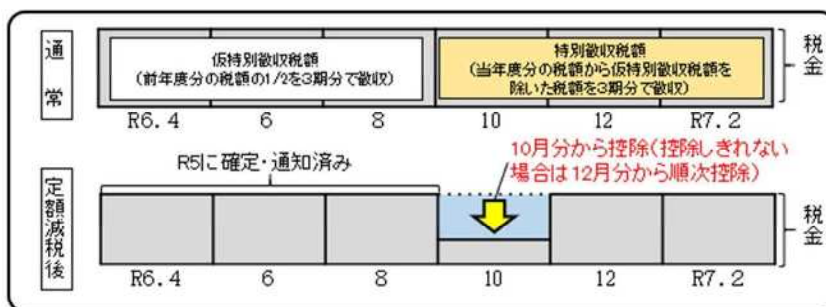 通常
仮特別徴収税額
(前年度分の税額の1/2を3期分で徴収)
特別徴収税額
(当年度分の税額から仮特別徴収税額を
除いた税額を3期分で徴収)
税金
R6.4
6
8
10
12
R7.2
R5に確定・通知済み
10月分から控除(控除しきれない
場合は12月分から順次控除)
定額減税後
税金
R6.4
6
8
10
12
R7.2